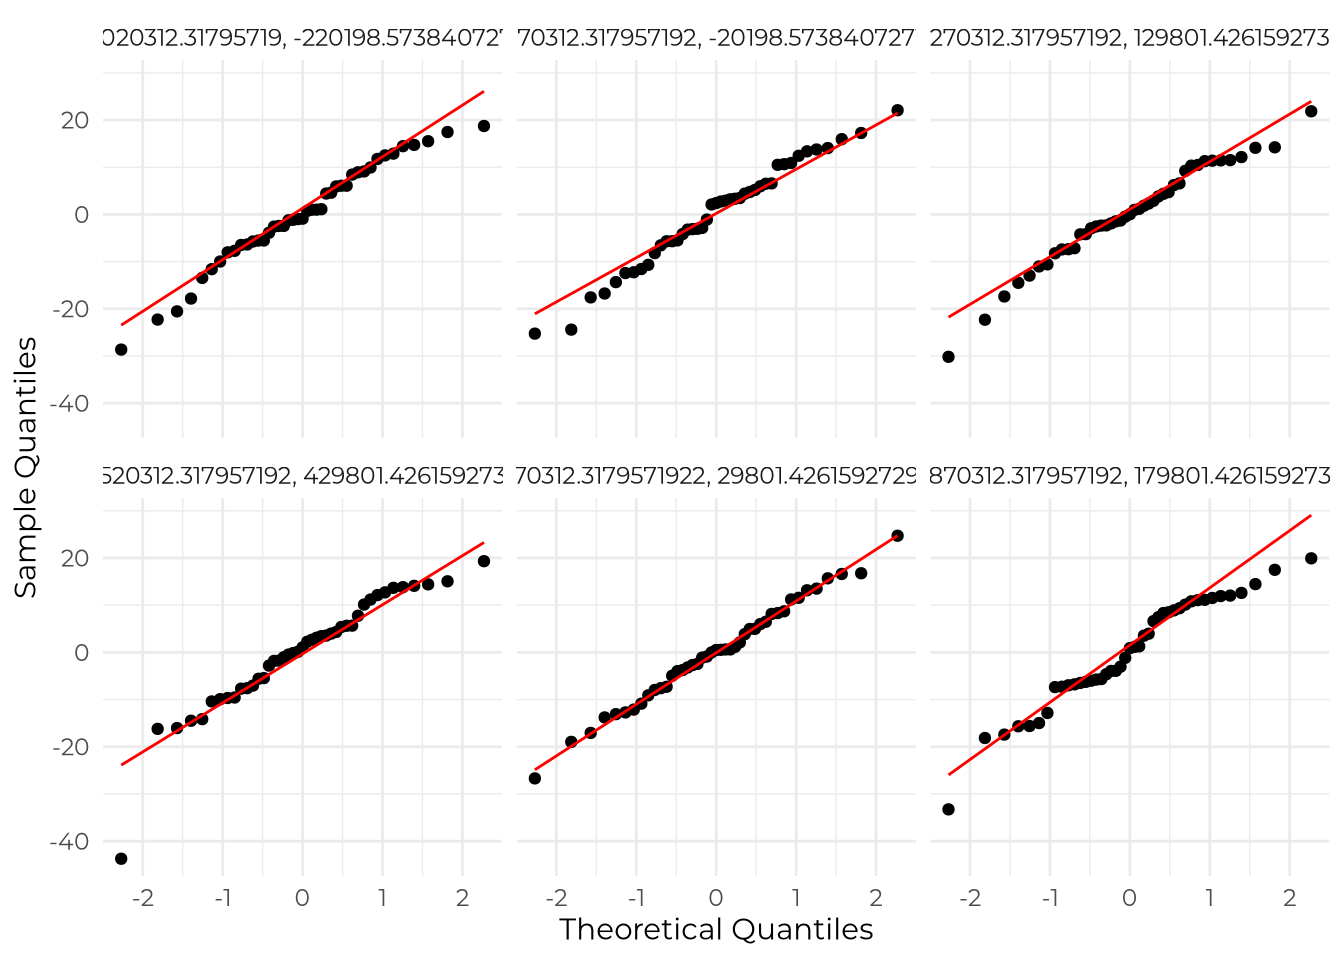 020312.31795719, -220198.573840727
70312.317957192, -20198.573840727
270312.317957192, 129801.426159273
20
0
-20
-40
520312.317957192, 429801.426159273
70312.3179571922, 29801.4261592729
870312.317957192, 179801.426159273
20
0
-20
-40
-2 -1 0 1 2
-2 -1 0 1 2
-2 -1 0 1 2
Theoretical Quantiles
Sample Quantiles